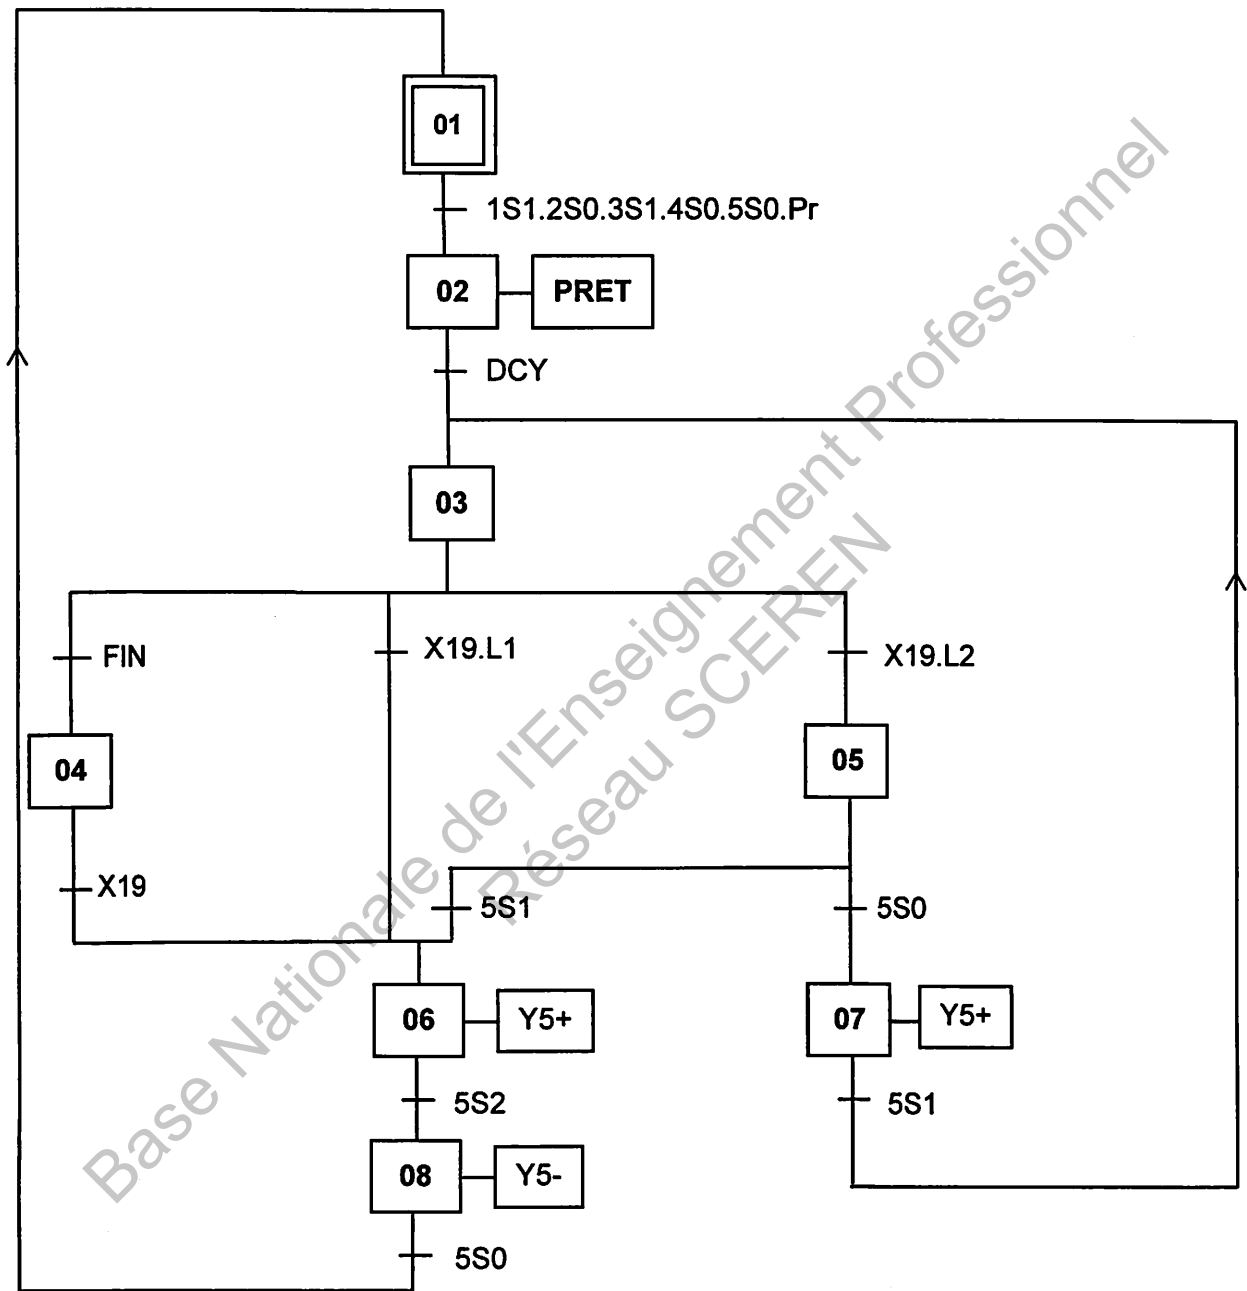 01
1S1.2S0.3S1.4S0.5S0.Pr
02 PRET
DCY
03
FIN X19.L1 X19.L2
04 05
X19 5S1 5S0
06 Y5+ 07 Y5+
5S2 5S1
08 Y5-
5S0
Base Nationale de l'Enseignement Professionnel
Réseau SCEREN